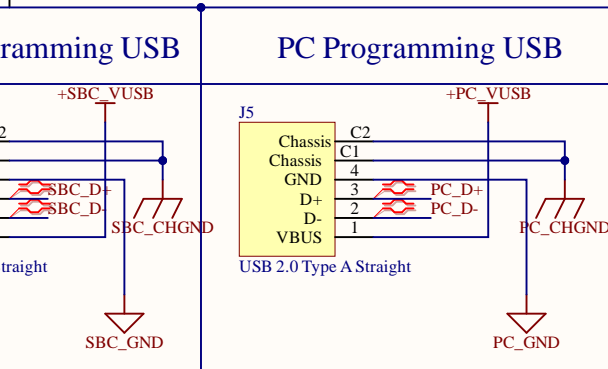 ramming USB
+SBC_VUSB
2
SBC_D+
SBC_D-
SBC_CHGND
traight
SBC_GND
PC Programming USB
+PC_VUSB
J5
Chassis C2
Chassis C1
GND 4
D+ 3 PC_D+
D- 2 PC_D-
VBUS 1
PC_CHGND
USB 2.0 Type A Straight
PC_GND